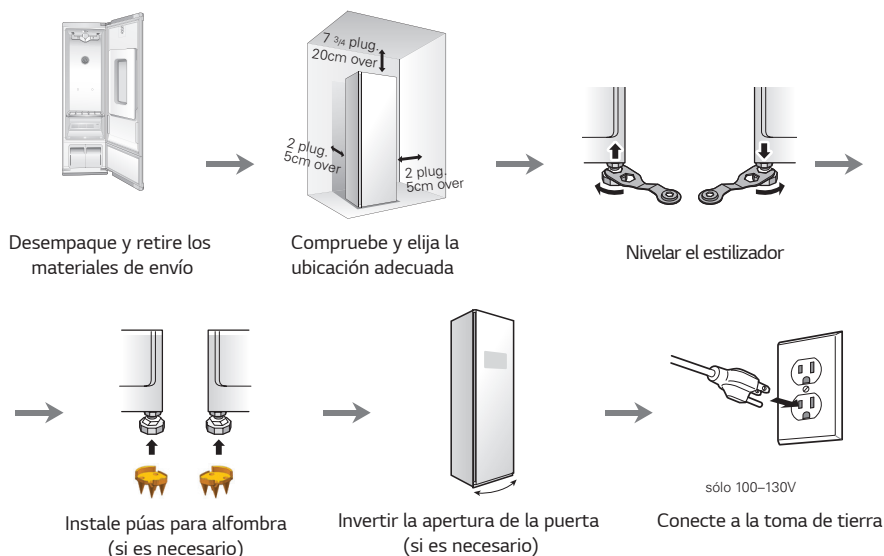 7 3/4 plug.
20cm over
2 plug.
5cm over
2 plug.
5cm over
Desempaque y retire los
materiales de envío
Compruebe y elija la
ubicación adecuada
Nivelar el estilizador
sólo 100–130V
Instale púas para alfombra
(si es necesario)
Invertir la apertura de la puerta
(si es necesario)
Conecte a la toma de tierra